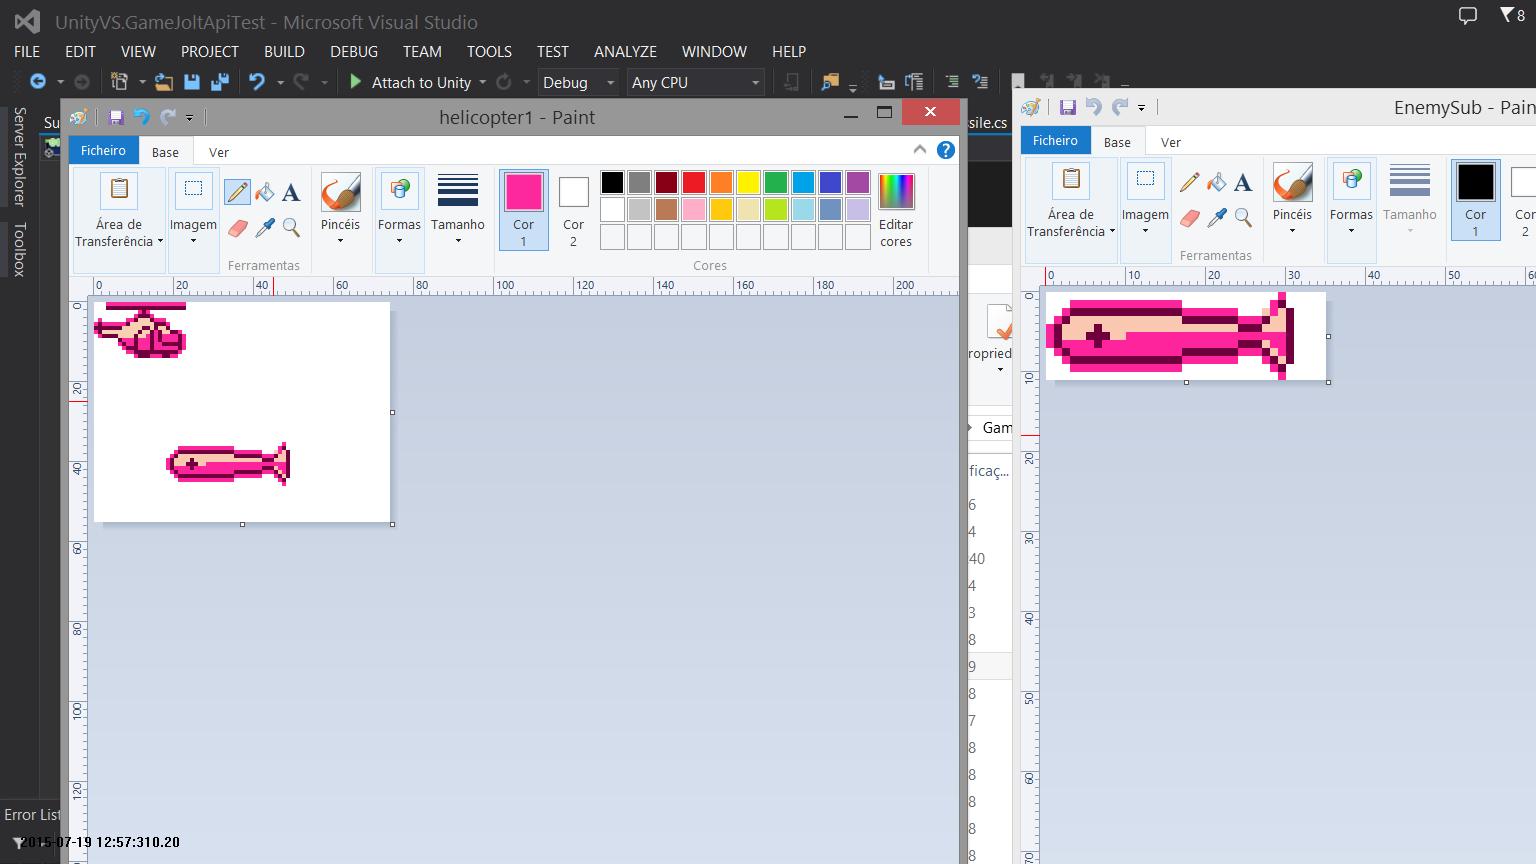 UnityVS.GameJoltApiTest - Microsoft Visual Studio
8
FILE EDIT VIEW PROJECT BUILD DEBUG TEAM TOOLS TEST ANALYZE WINDOW HELP
Attach to Unity Debug Any CPU
Server Explorer
Toolbox
Su
helicopter1 - Paint
Ficheiro Base Ver
Área de Transferência
Imagem
Ferramentas
A
Pincéis
Formas
Tamanho
Cor 1
Cor 2
Editar cores
Cores
0 20 40 60 80 100 120 140 160 180 200
0
20
40
60
80
100
120
sile.cs
ropried
Gam
ficaç...
6
4
40
4
3
8
9
8
7
8
8
8
8
8
EnemySub - Pain
Ficheiro Base Ver
Área de Transferência
Imagem
Ferramentas
A
Pincéis
Formas
Tamanho
Cor 1
Co
2
0 10 20 30 40 50 60
0
10
20
30
40
50
60
70
Error List
2015-07-19 12:57:310.20